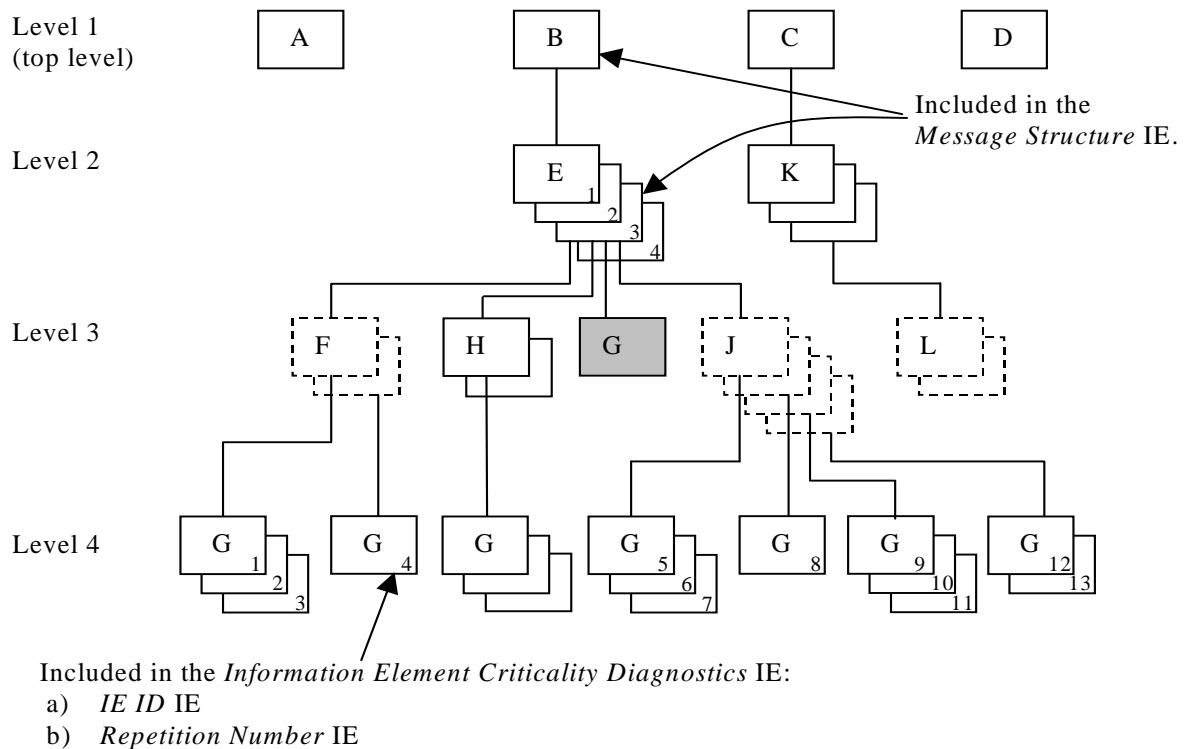 Level 1
(top level)
A
B
C
D
Included in the
Message Structure IE.
Level 2
E
1
2
3
4
K
Level 3
F
H
G
J
L
Level 4
G
1
2
3
G
4
G
G
5
6
7
G
8
G
9
10
11
G
12
13
Included in the Information Element Criticality Diagnostics IE:
a) IE ID IE
b) Repetition Number IE